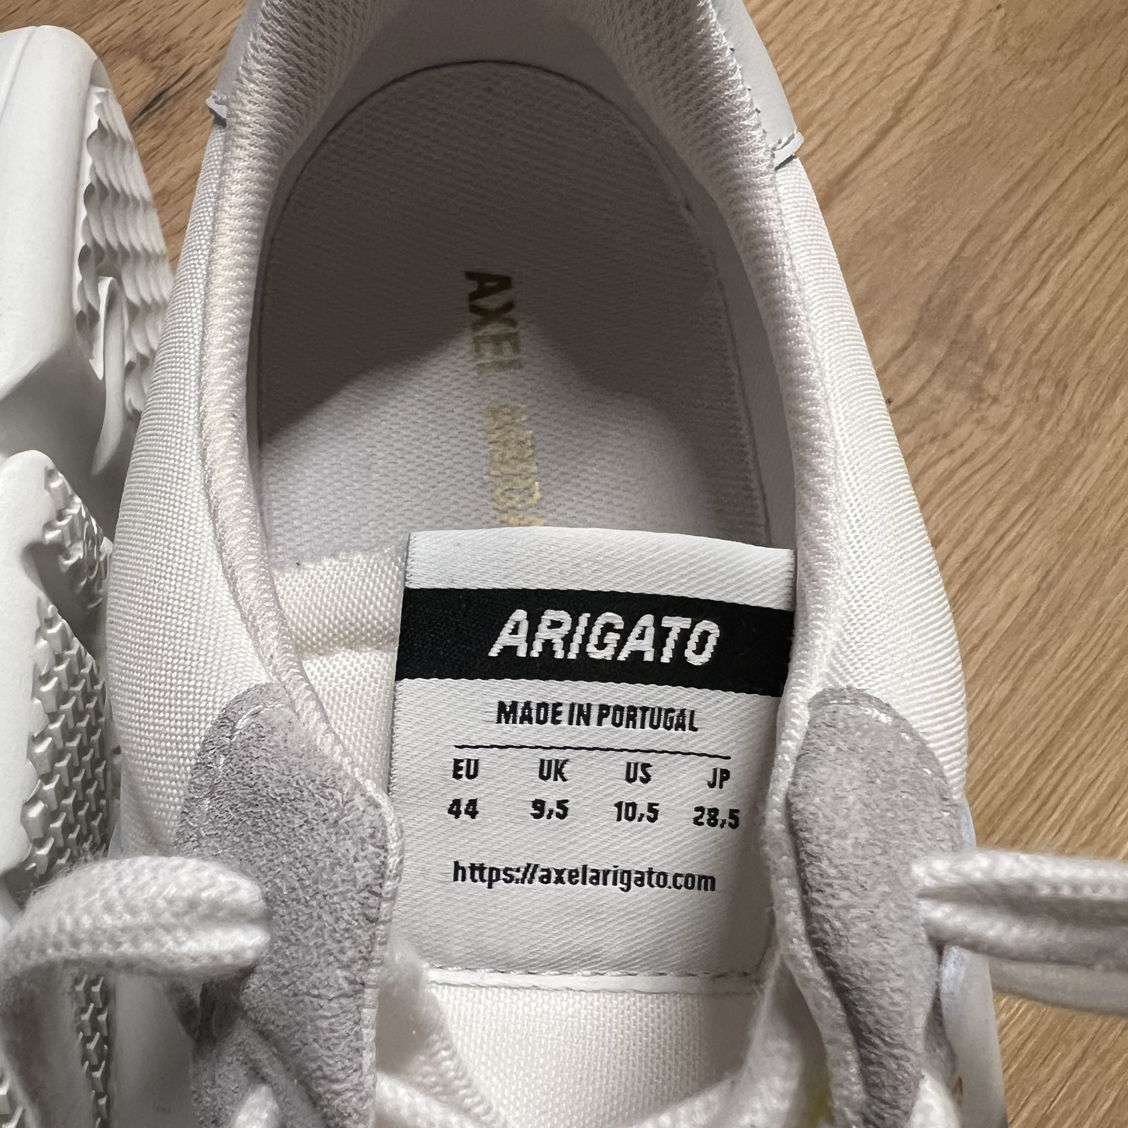 AXEL ARIGA
ARIGATO
MADE IN PORTUGAL
EU UK US JP
44 9,5 10,5 28,5
https://axelarigato.com